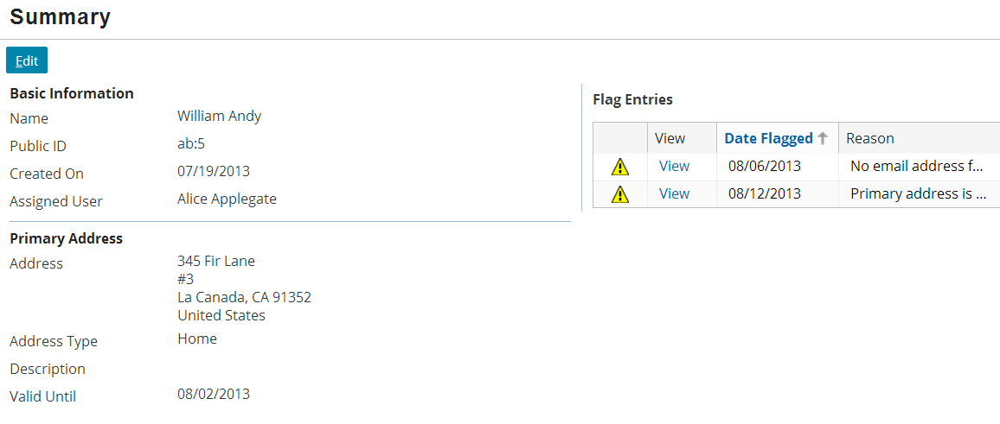 Summary
Edit
Basic Information
Name William Andy
Public ID ab:5
Created On 07/19/2013
Assigned User Alice Applegate
Primary Address
Address 345 Fir Lane
#3
La Canada, CA 91352
United States
Address Type Home
Description
Valid Until 08/02/2013
Flag Entries
View Date Flagged Reason
View 08/06/2013 No email address f...
View 08/12/2013 Primary address is ...